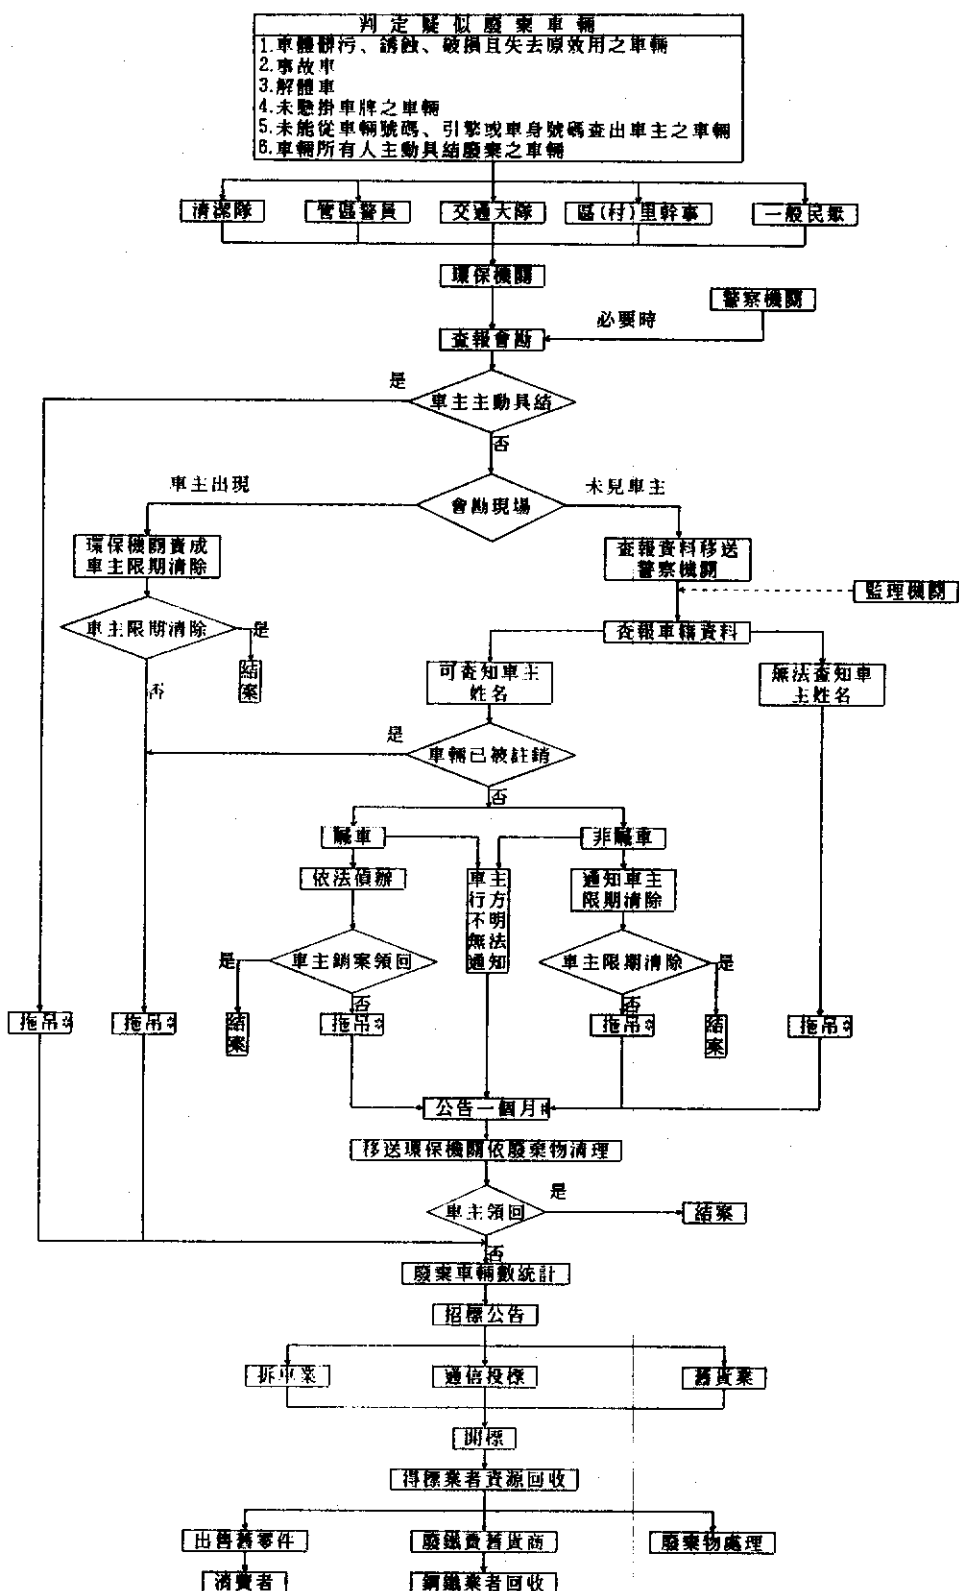 判定疑似廢棄車輛
1.車體髒污、銹蝕、破損且失去原效用之車輛
2.事故車
3.解體車
4.未懸掛車牌之車輛
5.未能從車輛號碼、引擎或車身號碼查出車主之車輛
6.車輛所有人主動具結廢棄之車輛
清潔隊
管區警員
交通大隊
區(村)里幹事
一般民眾
環保機關
警察機關
必要時
查報會勘
是
車主主動具結
否
車主出現
會勘現場
未見車主
環保機關責成
車主限期清除
查報資料移送
警察機關
監理機關
車主限期清除
是
查報車籍資料
結案
否
可查知車主
姓名
無法查知車
主姓名
是
車輛已被註銷
否
贓車
非贓車
依法偵辦
車主
行方
不明
無法
通知
通知車主
限期清除
是
車主銷案領回
車主限期清除
是
否
否
拖吊*
拖吊*
結案
拖吊*
拖吊*
結案
拖吊*
公告一個月*
移送環保機關依廢棄物清理
是
車主領回
結案
否
廢棄車輛數統計
招標公告
拆車業
通信投標
舊貨業
開標
得標業者資源回收
出售舊零件
廢鐵賣舊貨商
廢棄物處理
消費者
鋼鐵業者回收